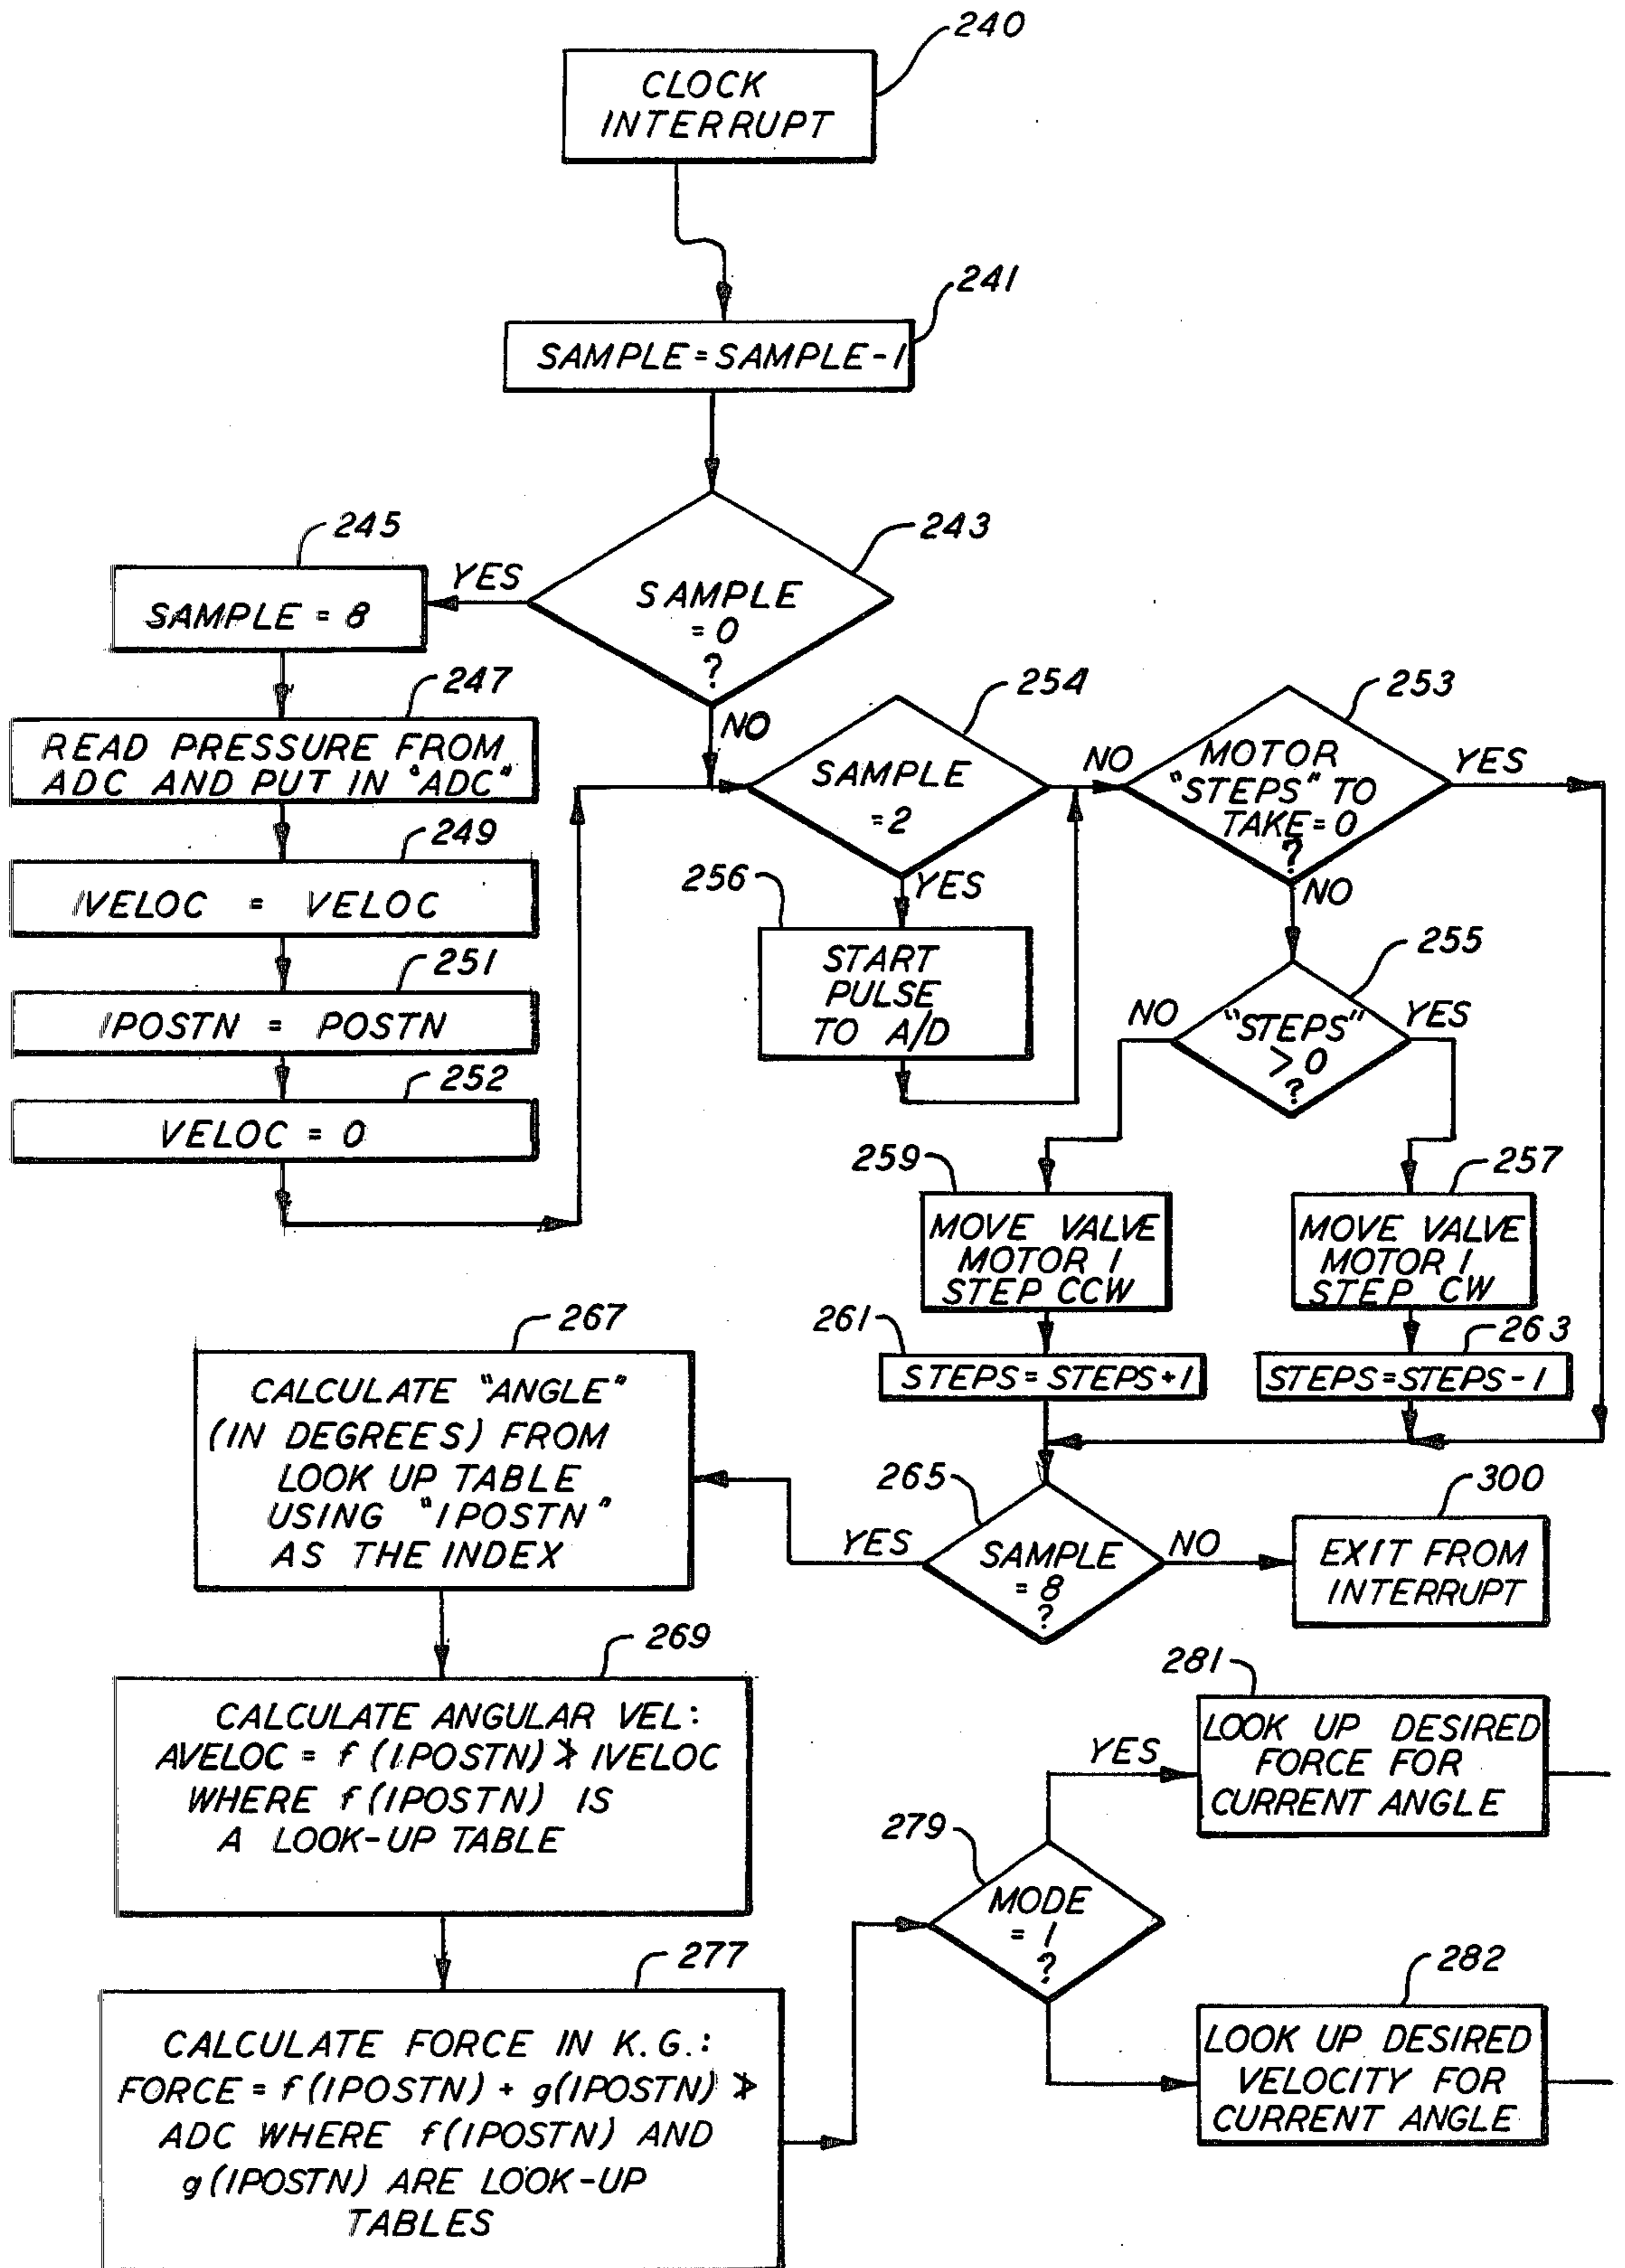 240
CLOCK
INTERRUPT
241
SAMPLE = SAMPLE - 1
243
SAMPLE
= 0
?
YES
NO
245
SAMPLE = 8
247
READ PRESSURE FROM
ADC AND PUT IN "ADC"
249
IVELOC = VELOC
251
IPOSTN = POSTN
252
VELOC = 0
254
SAMPLE
= 2
NO
YES
256
START
PULSE
TO A/D
253
MOTOR
"STEPS" TO
TAKE = 0
?
YES
NO
255
"STEPS"
> 0
?
NO
YES
259
MOVE VALVE
MOTOR 1
STEP CCW
257
MOVE VALVE
MOTOR 1
STEP CW
261
STEPS = STEPS + 1
263
STEPS = STEPS - 1
265
SAMPLE
= 8
?
YES
NO
300
EXIT FROM
INTERRUPT
267
CALCULATE "ANGLE"
(IN DEGREES) FROM
LOOK UP TABLE
USING "IPOSTN"
AS THE INDEX
269
CALCULATE ANGULAR VEL:
AVELOC = f (IPOSTN) * IVELOC
WHERE f (IPOSTN) IS
A LOOK-UP TABLE
277
CALCULATE FORCE IN K.G.:
FORCE = f (IPOSTN) + g (IPOSTN) *
ADC WHERE f (IPOSTN) AND
g (IPOSTN) ARE LOOK-UP
TABLES
279
MODE
= 1
?
YES
281
LOOK UP DESIRED
FORCE FOR
CURRENT ANGLE
282
LOOK UP DESIRED
VELOCITY FOR
CURRENT ANGLE